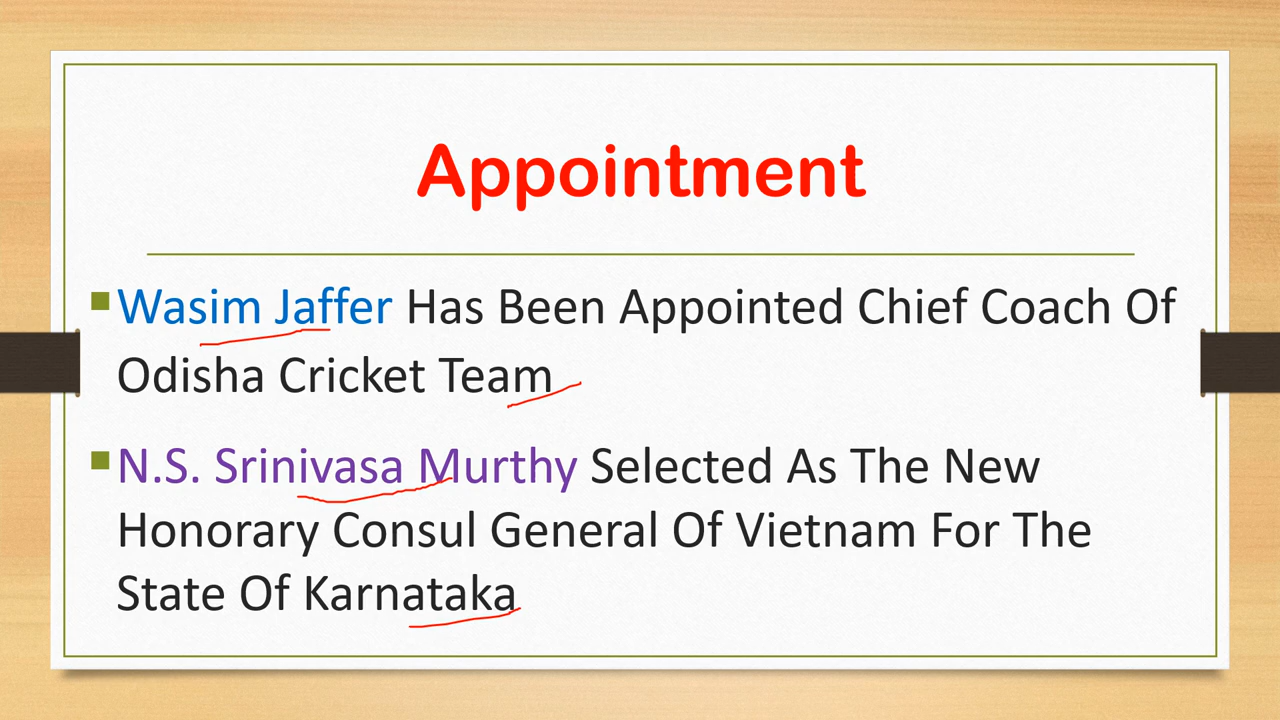 Appointment
Wasim Jaffer Has Been Appointed Chief Coach Of
Odisha Cricket Team
N.S. Srinivasa Murthy Selected As The New
Honorary Consul General Of Vietnam For The
State Of Karnataka